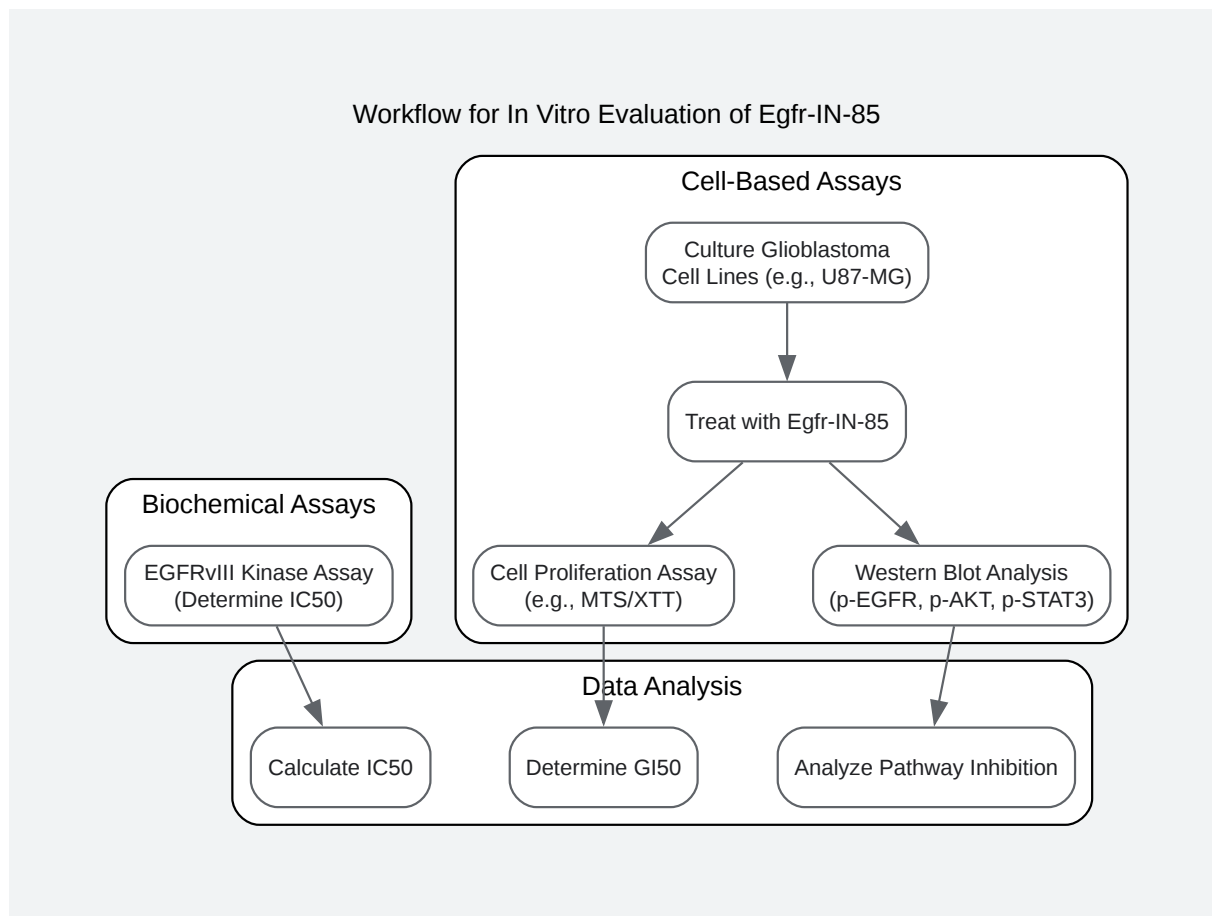 Workflow for In Vitro Evaluation of Egfr-IN-85
Cell-Based Assays
Culture Glioblastoma
Cell Lines (e.g., U87-MG)
Treat with Egfr-IN-85
Biochemical Assays
EGFRvIII Kinase Assay
(Determine IC50)
Cell Proliferation Assay
(e.g., MTS/XTT)
Western Blot Analysis
(p-EGFR, p-AKT, p-STAT3)
Data Analysis
Calculate IC50
Determine GI50
Analyze Pathway Inhibition